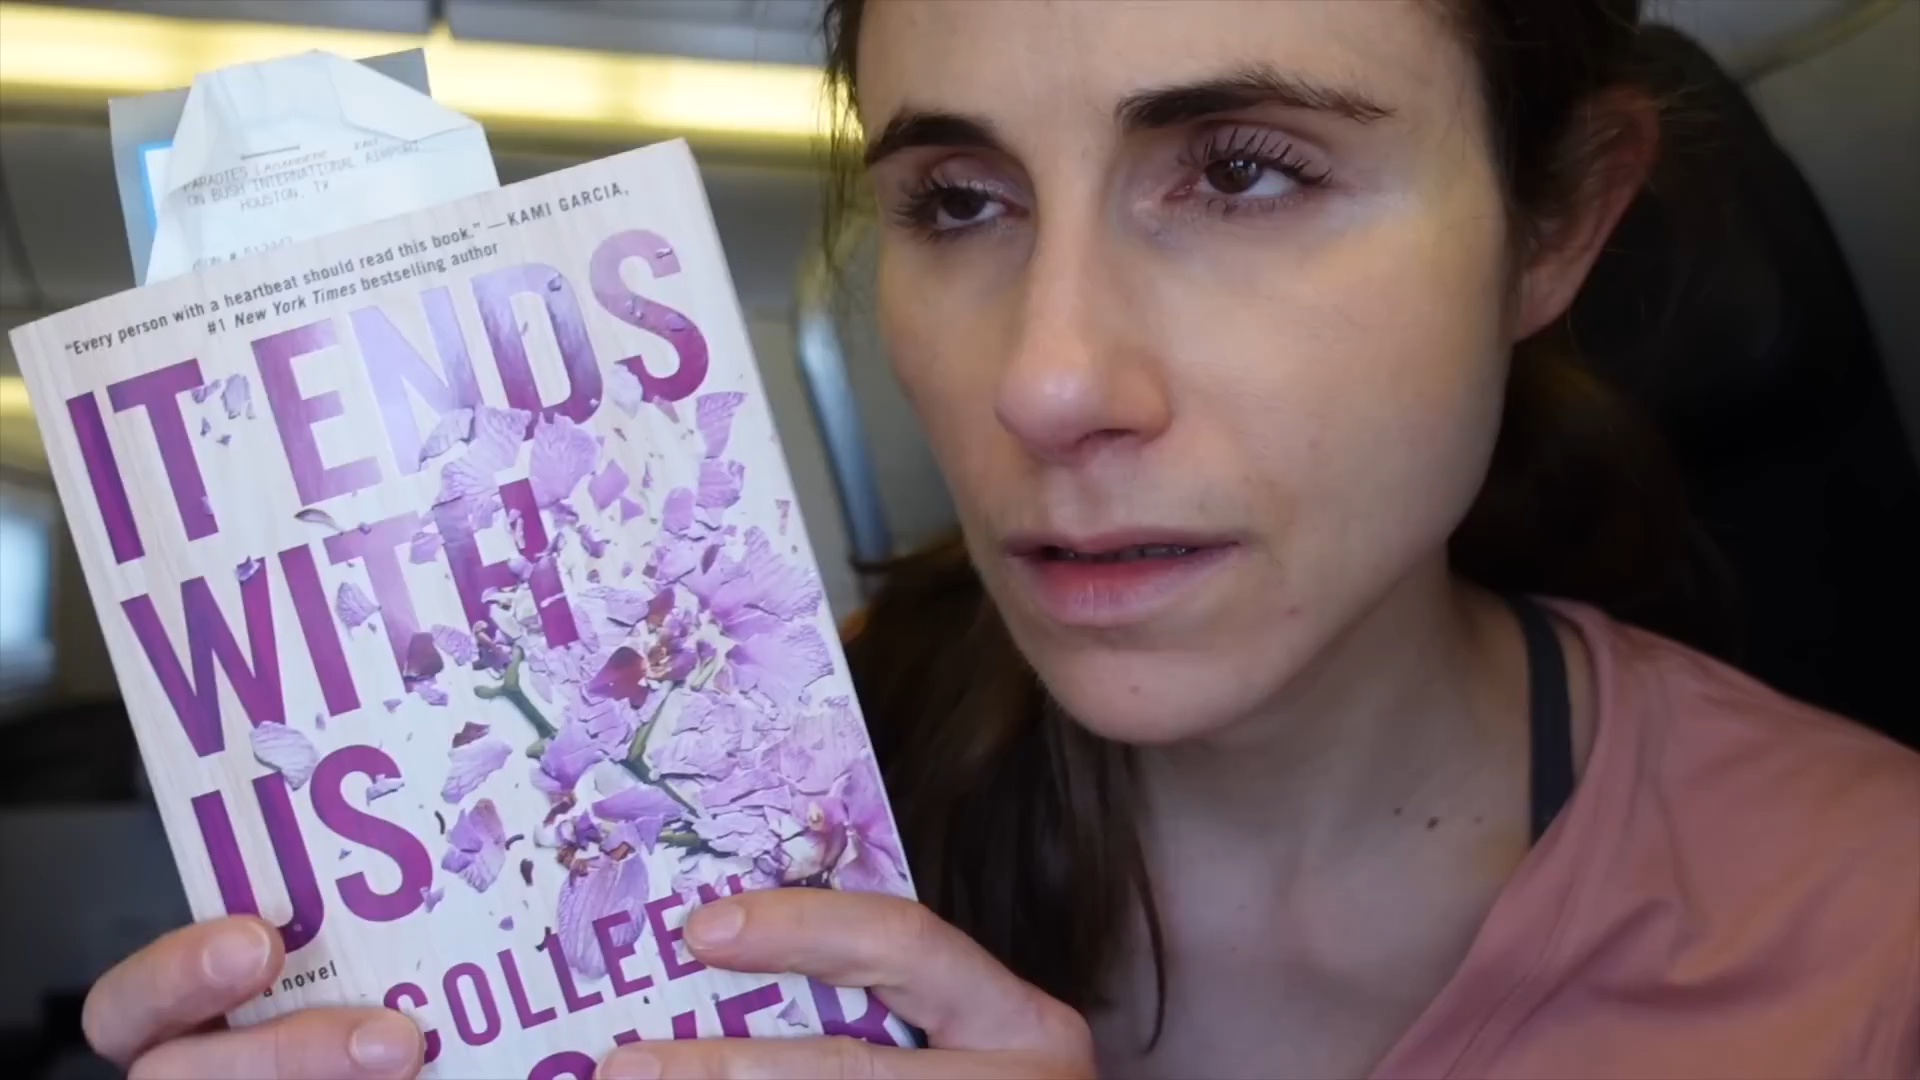 PARADIES LAGARDERE
ON BUSH INTERNATIONAL AIRPORT
HOUSTON, TX
"Every person with a heartbeat should read this book." —KAMI GARCIA,
#1 New York Times bestselling author
IT ENDS
WITH
US
a novel
COLLEEN